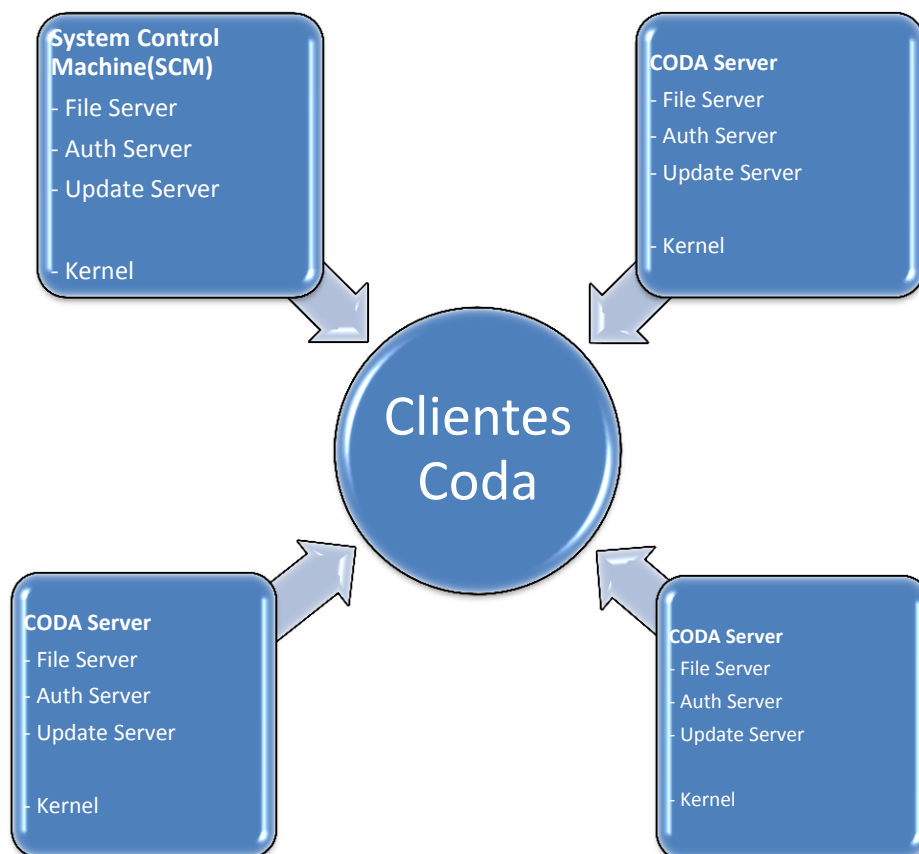 System Control
Machine(SCM)
- File Server
- Auth Server
- Update Server
- Kernel
CODA Server
- File Server
- Auth Server
- Update Server
- Kernel
Clientes
Coda
CODA Server
- File Server
- Auth Server
- Update Server
- Kernel
CODA Server
- File Server
- Auth Server
- Update Server
- Kernel